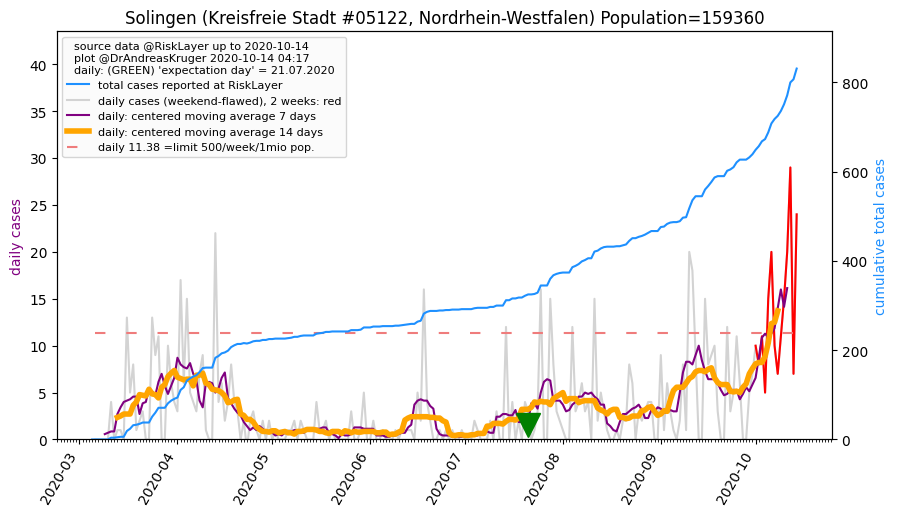 Solingen (Kreisfreie Stadt #05122, Nordrhein-Westfalen) Population=159360
source data @RiskLayer up to 2020-10-14
plot @DrAndreasKruger 2020-10-14 04:17
daily: (GREEN) 'expectation day' = 21.07.2020
total cases reported at RiskLayer
daily cases (weekend-flawed), 2 weeks: red
daily: centered moving average 7 days
daily: centered moving average 14 days
daily 11.38 =limit 500/week/1mio pop.
daily cases
40
35
30
25
20
15
10
5
0
cumulative total cases
800
600
400
200
0
2020-03
2020-04
2020-05
2020-06
2020-07
2020-08
2020-09
2020-10